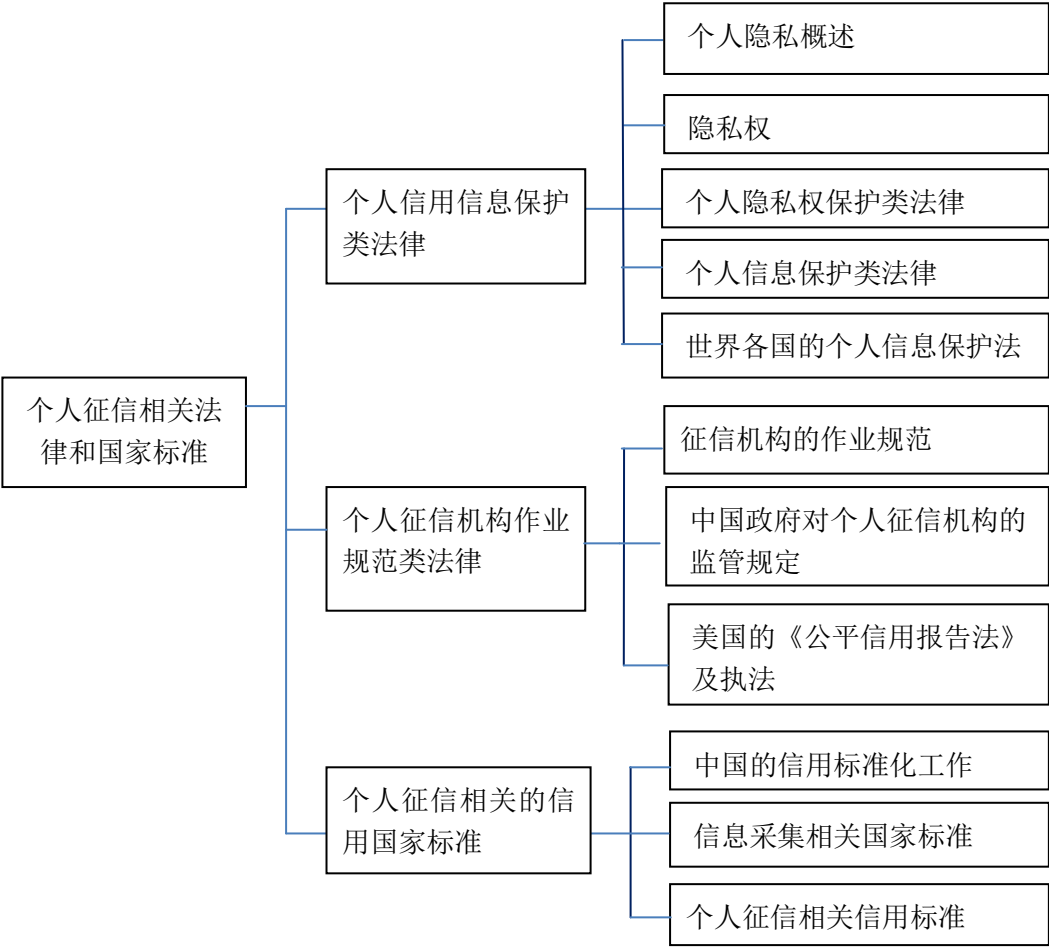 个人征信相关法
律和国家标准
个人信用信息保护
类法律
个人隐私概述
隐私权
个人隐私权保护类法律
个人信息保护类法律
世界各国的个人信息保护法
个人征信机构作业
规范类法律
征信机构的作业规范
中国政府对个人征信机构的
监管规定
美国的《公平信用报告法》
及执法
个人征信相关的信
用国家标准
中国的信用标准化工作
信息采集相关国家标准
个人征信相关信用标准